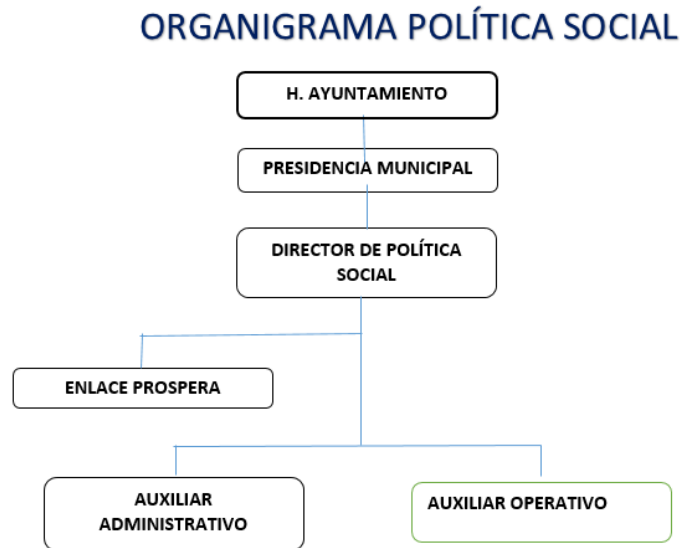 ORGANIGRAMA POLÍTICA SOCIAL
H. AYUNTAMIENTO
PRESIDENCIA MUNICIPAL
DIRECTOR DE POLÍTICA
SOCIAL
ENLACE PROSPERA
AUXILIAR
ADMINISTRATIVO
AUXILIAR OPERATIVO